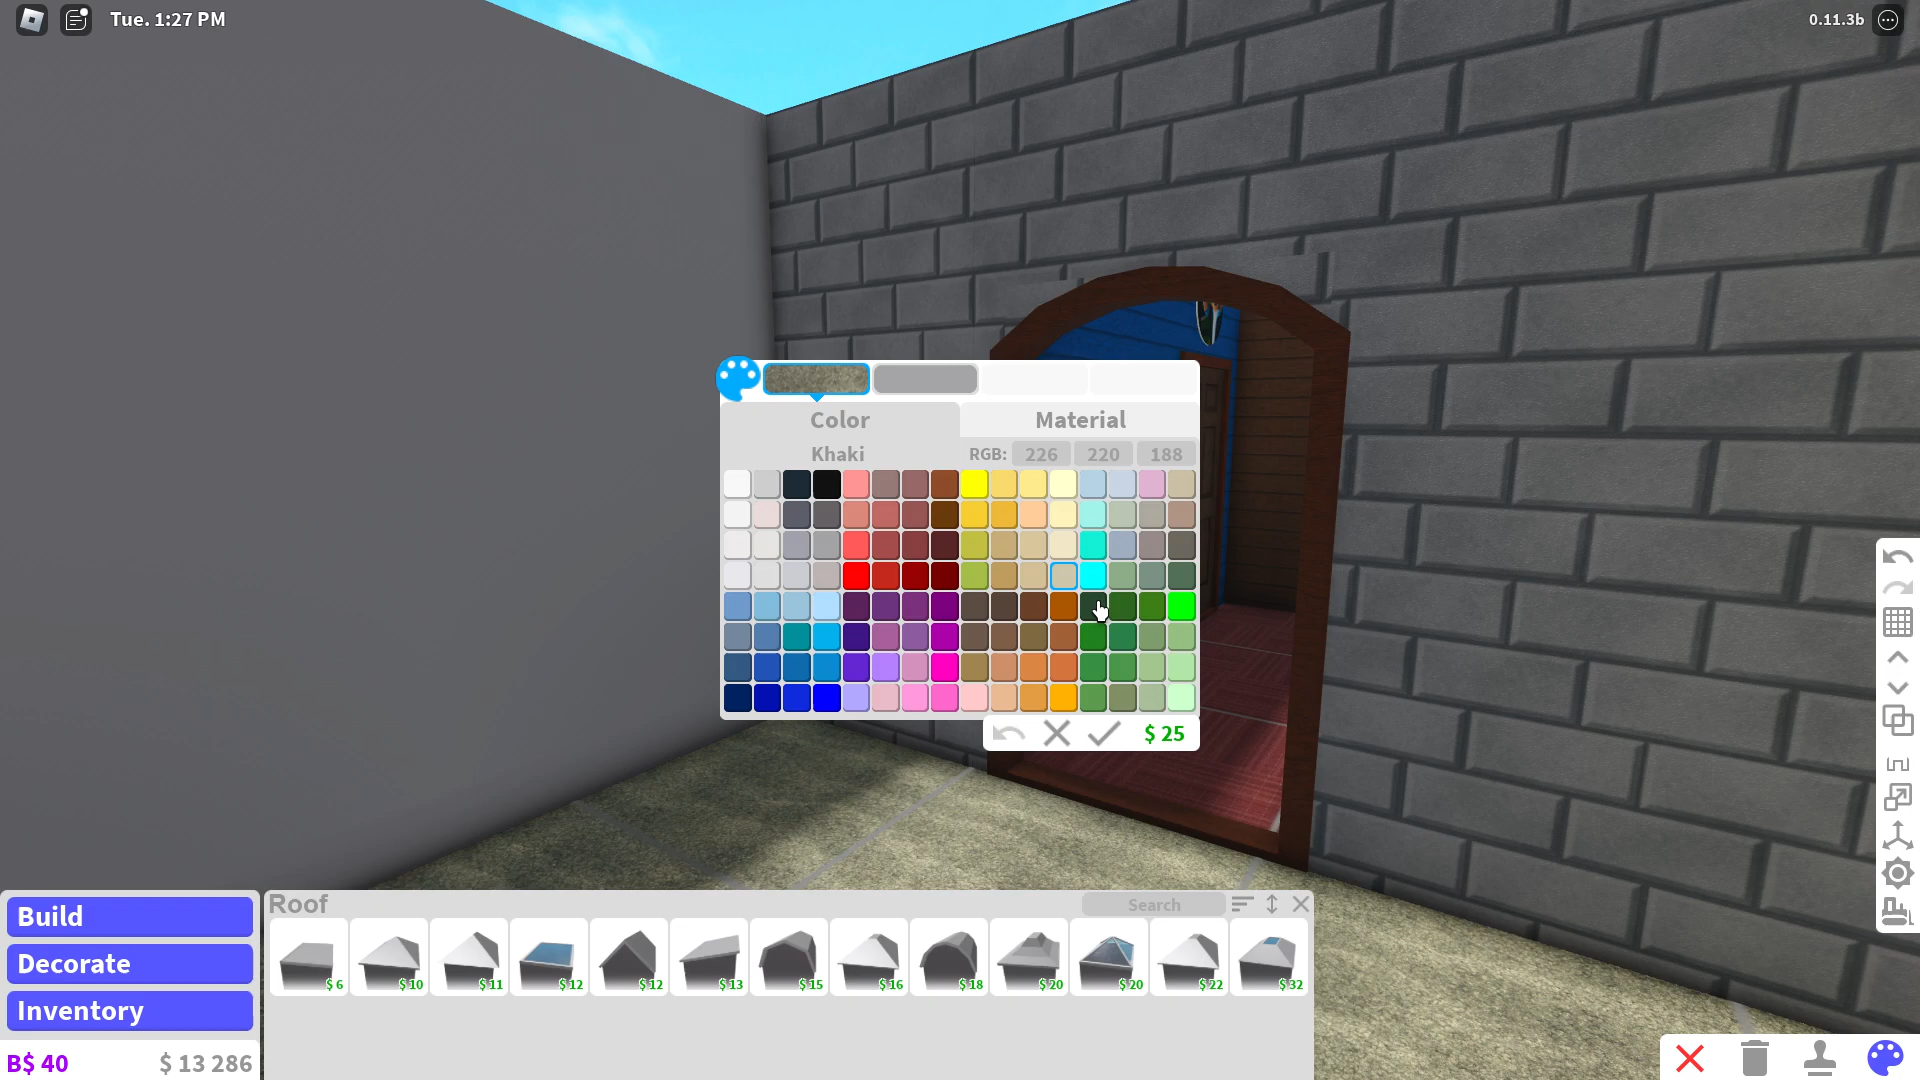 Tue. 1:27 PM
0.11.3b
Color
Material
Khaki
RGB: 226 220 188
$ 25
Build
Decorate
Inventory
B$ 40
$ 13 286
Roof
Search
$ 6
$ 10
$ 11
$ 12
$ 12
$ 13
$ 15
$ 16
$ 18
$ 20
$ 20
$ 22
$ 32